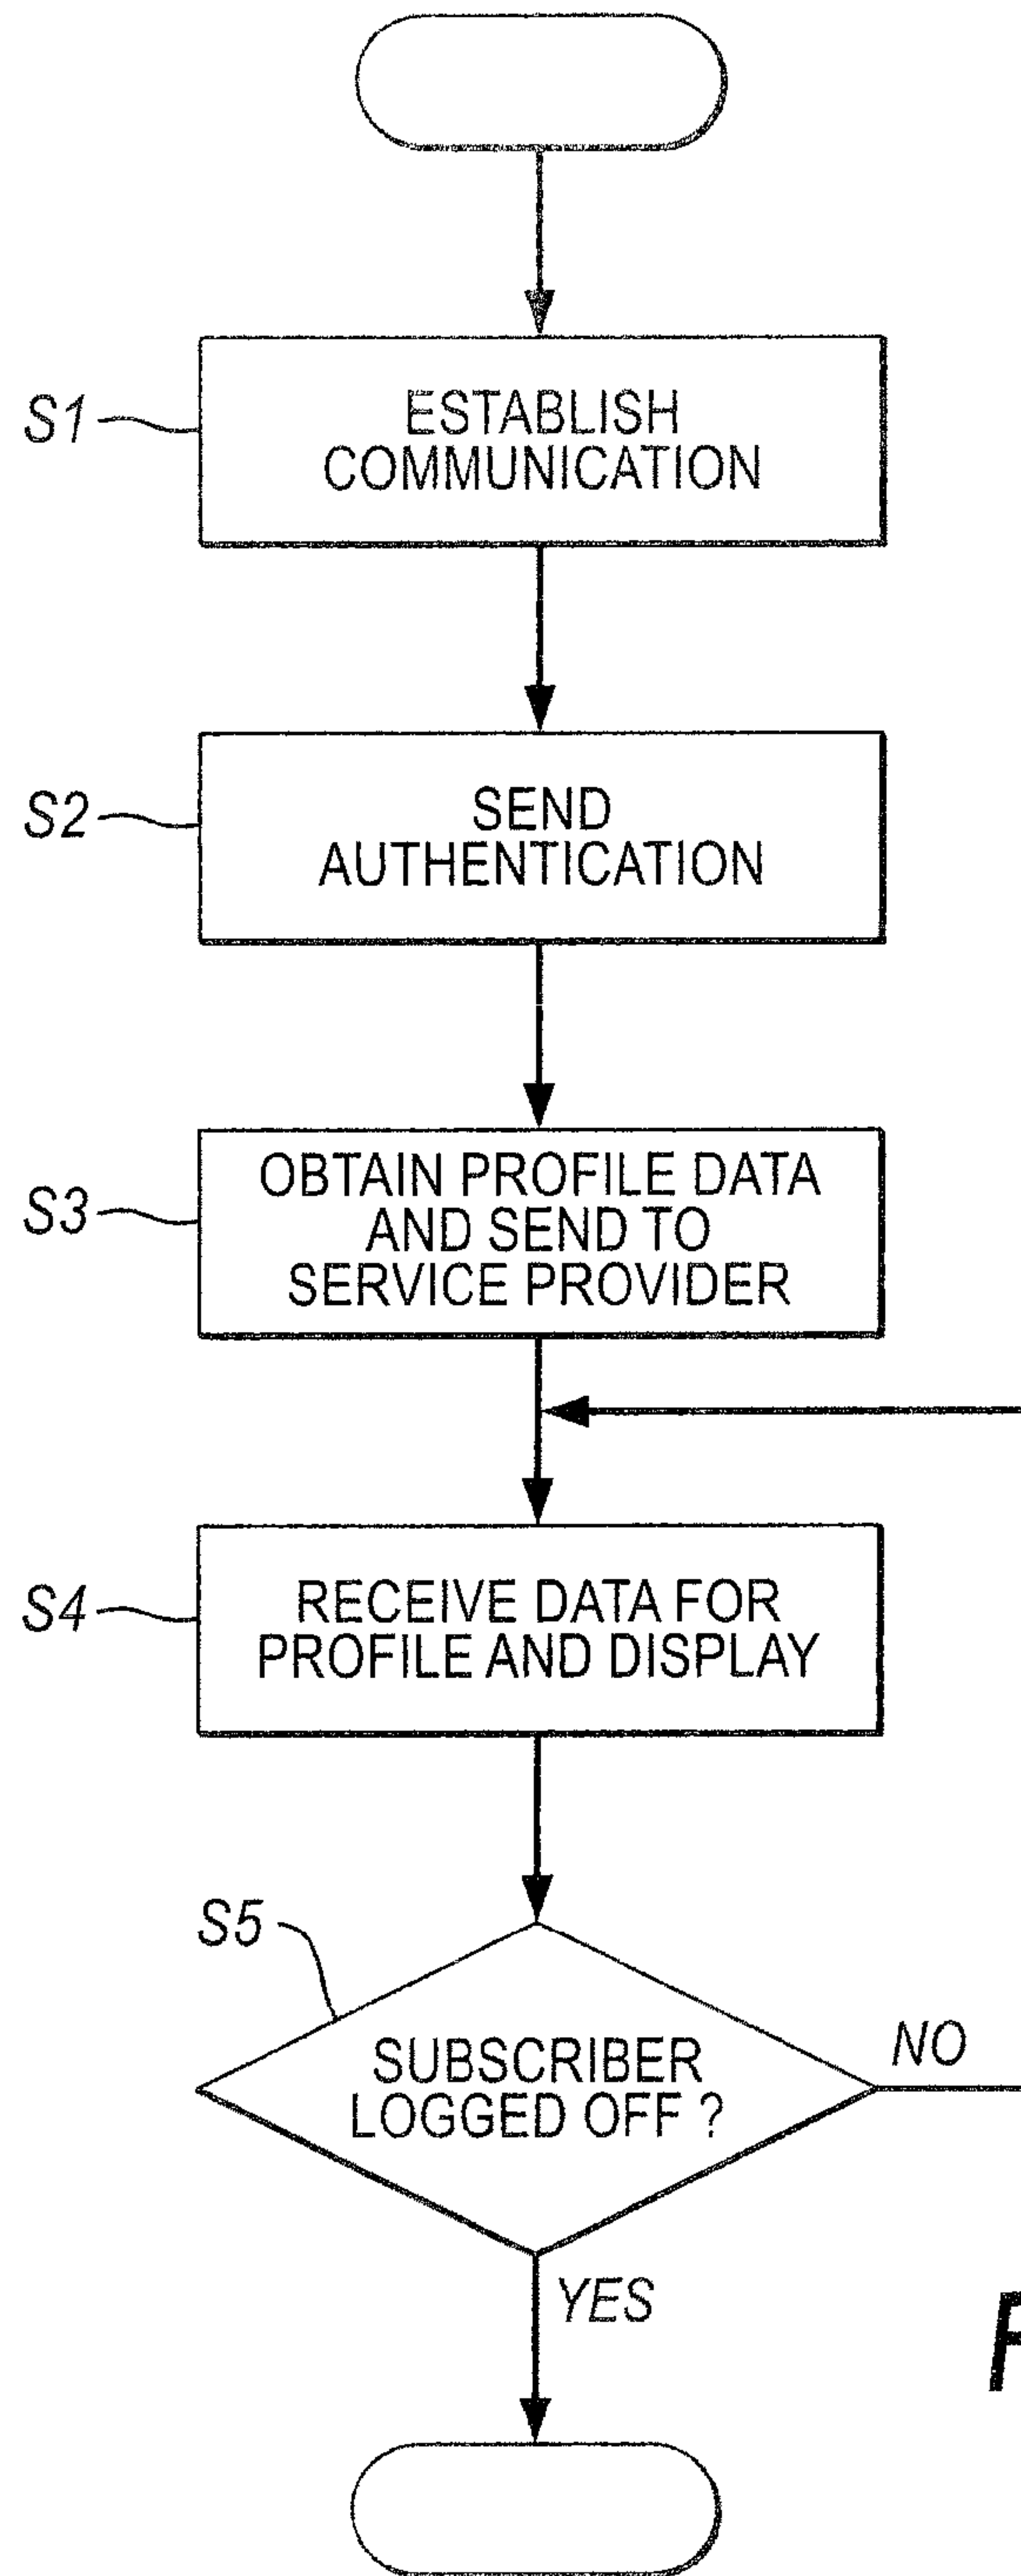 S1
ESTABLISH
COMMUNICATION
S2
SEND
AUTHENTICATION
S3
OBTAIN PROFILE DATA
AND SEND TO
SERVICE PROVIDER
S4
RECEIVE DATA FOR
PROFILE AND DISPLAY
S5
SUBSCRIBER
LOGGED OFF ?
NO
YES